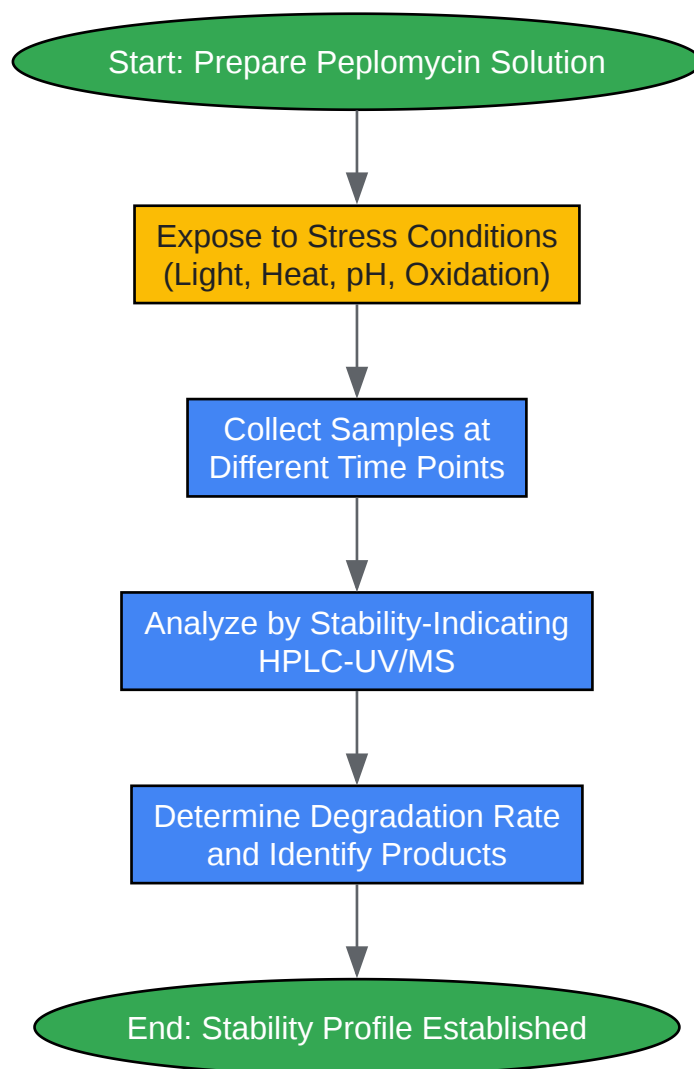 Start: Prepare Peplomycin Solution
Expose to Stress Conditions
(Light, Heat, pH, Oxidation)
Collect Samples at
Different Time Points
Analyze by Stability-Indicating
HPLC-UV/MS
Determine Degradation Rate
and Identify Products
End: Stability Profile Established